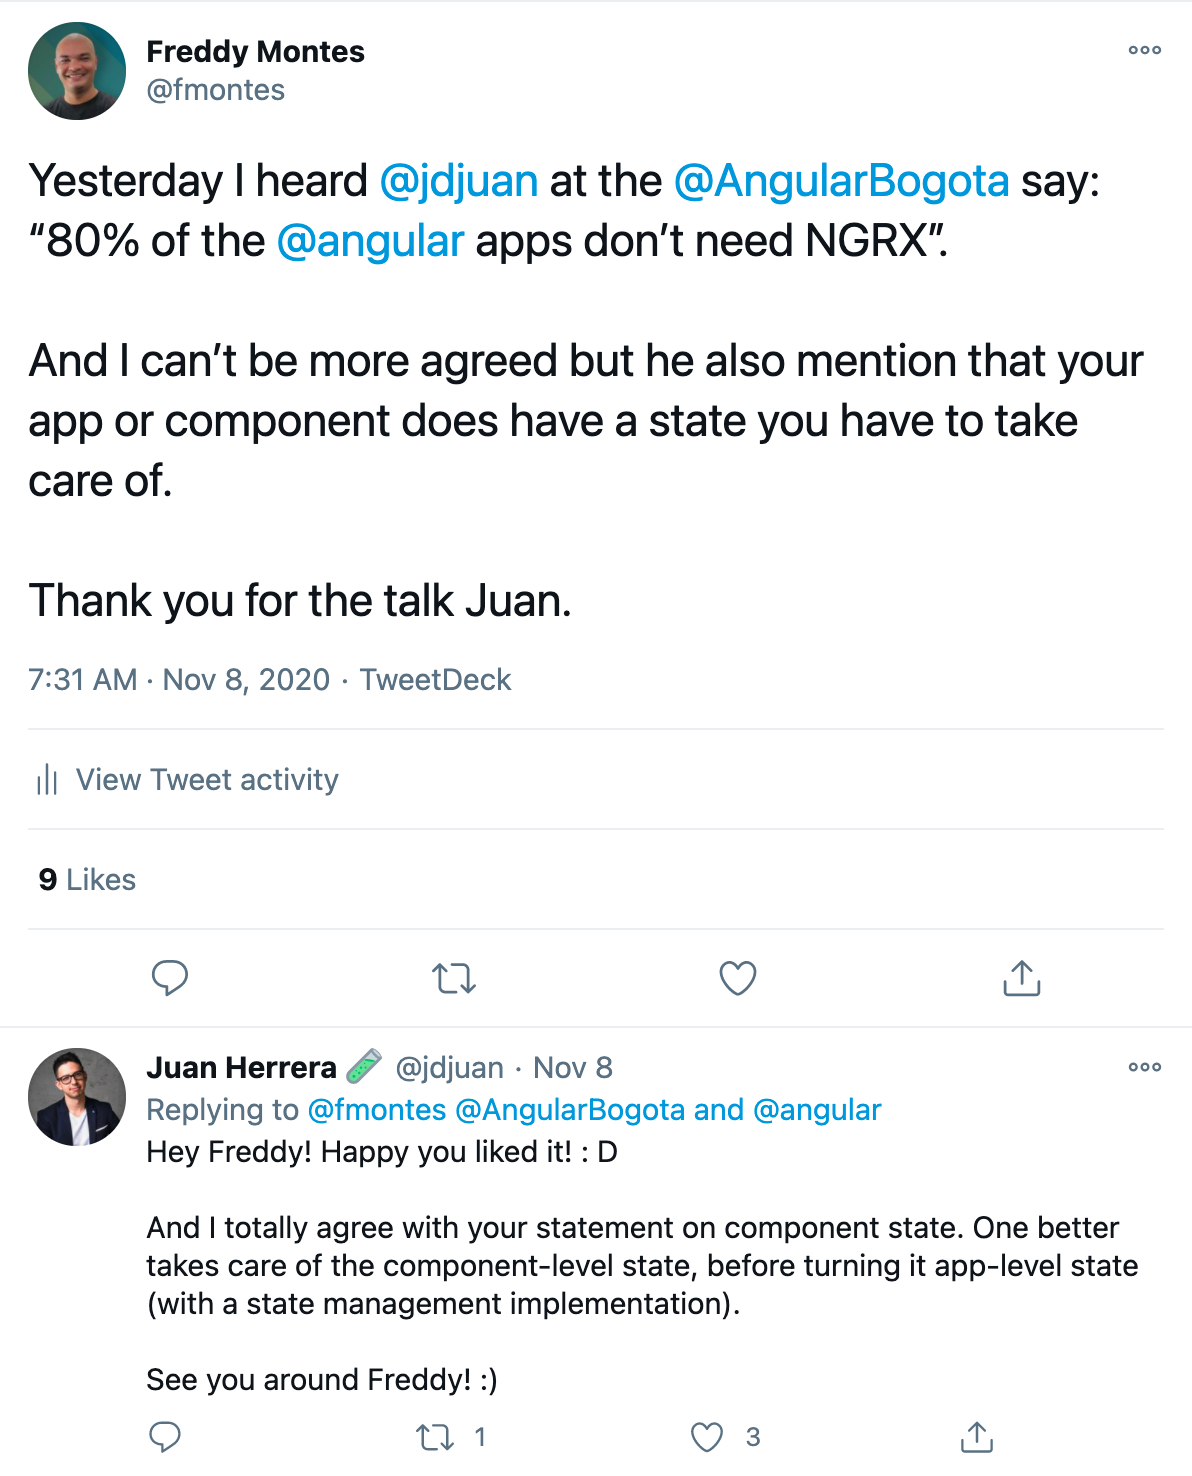 Freddy Montes
@fmontes
Yesterday I heard @jdjuan at the @AngularBogota say:
“80% of the @angular apps don’t need NGRX”.
And I can’t be more agreed but he also mention that your
app or component does have a state you have to take
care of.
Thank you for the talk Juan.
7:31 AM · Nov 8, 2020 · TweetDeck
View Tweet activity
9 Likes
Juan Herrera 🧪 @jdjuan · Nov 8
Replying to @fmontes @AngularBogota and @angular
Hey Freddy! Happy you liked it! : D
And I totally agree with your statement on component state. One better
takes care of the component-level state, before turning it app-level state
(with a state management implementation).
See you around Freddy! :)
1 3